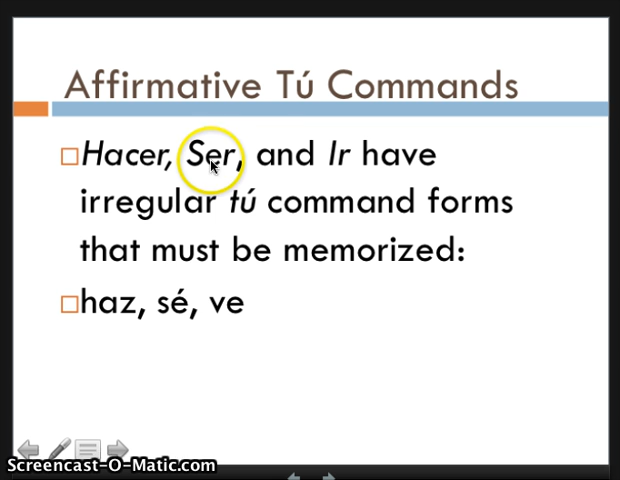 Affirmative Tú Commands
Hacer, Ser, and Ir have
irregular tú command forms
that must be memorized:
haz, sé, ve
Screencast-O-Matic.com